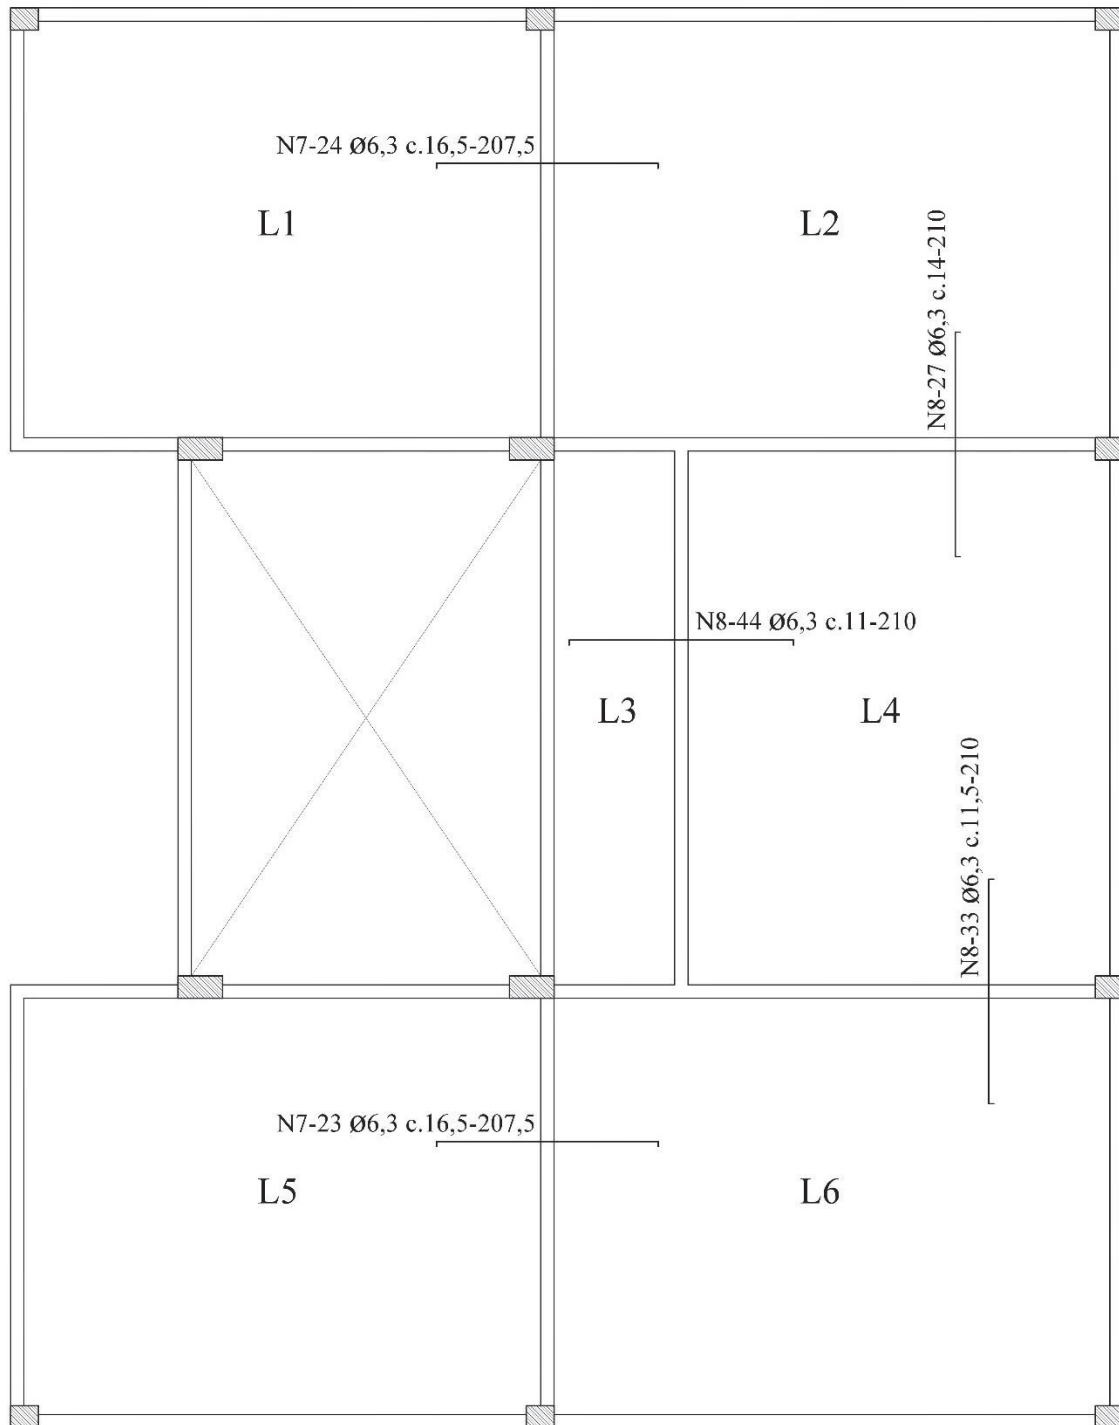 N7-24 Ø6,3 c.16,5-207,5
L1
L2
N8-27 Ø6,3 c.14-210
N8-44 Ø6,3 c.11-210
L3
L4
N8-33 Ø6,3 c.11,5-210
N7-23 Ø6,3 c.16,5-207,5
L5
L6